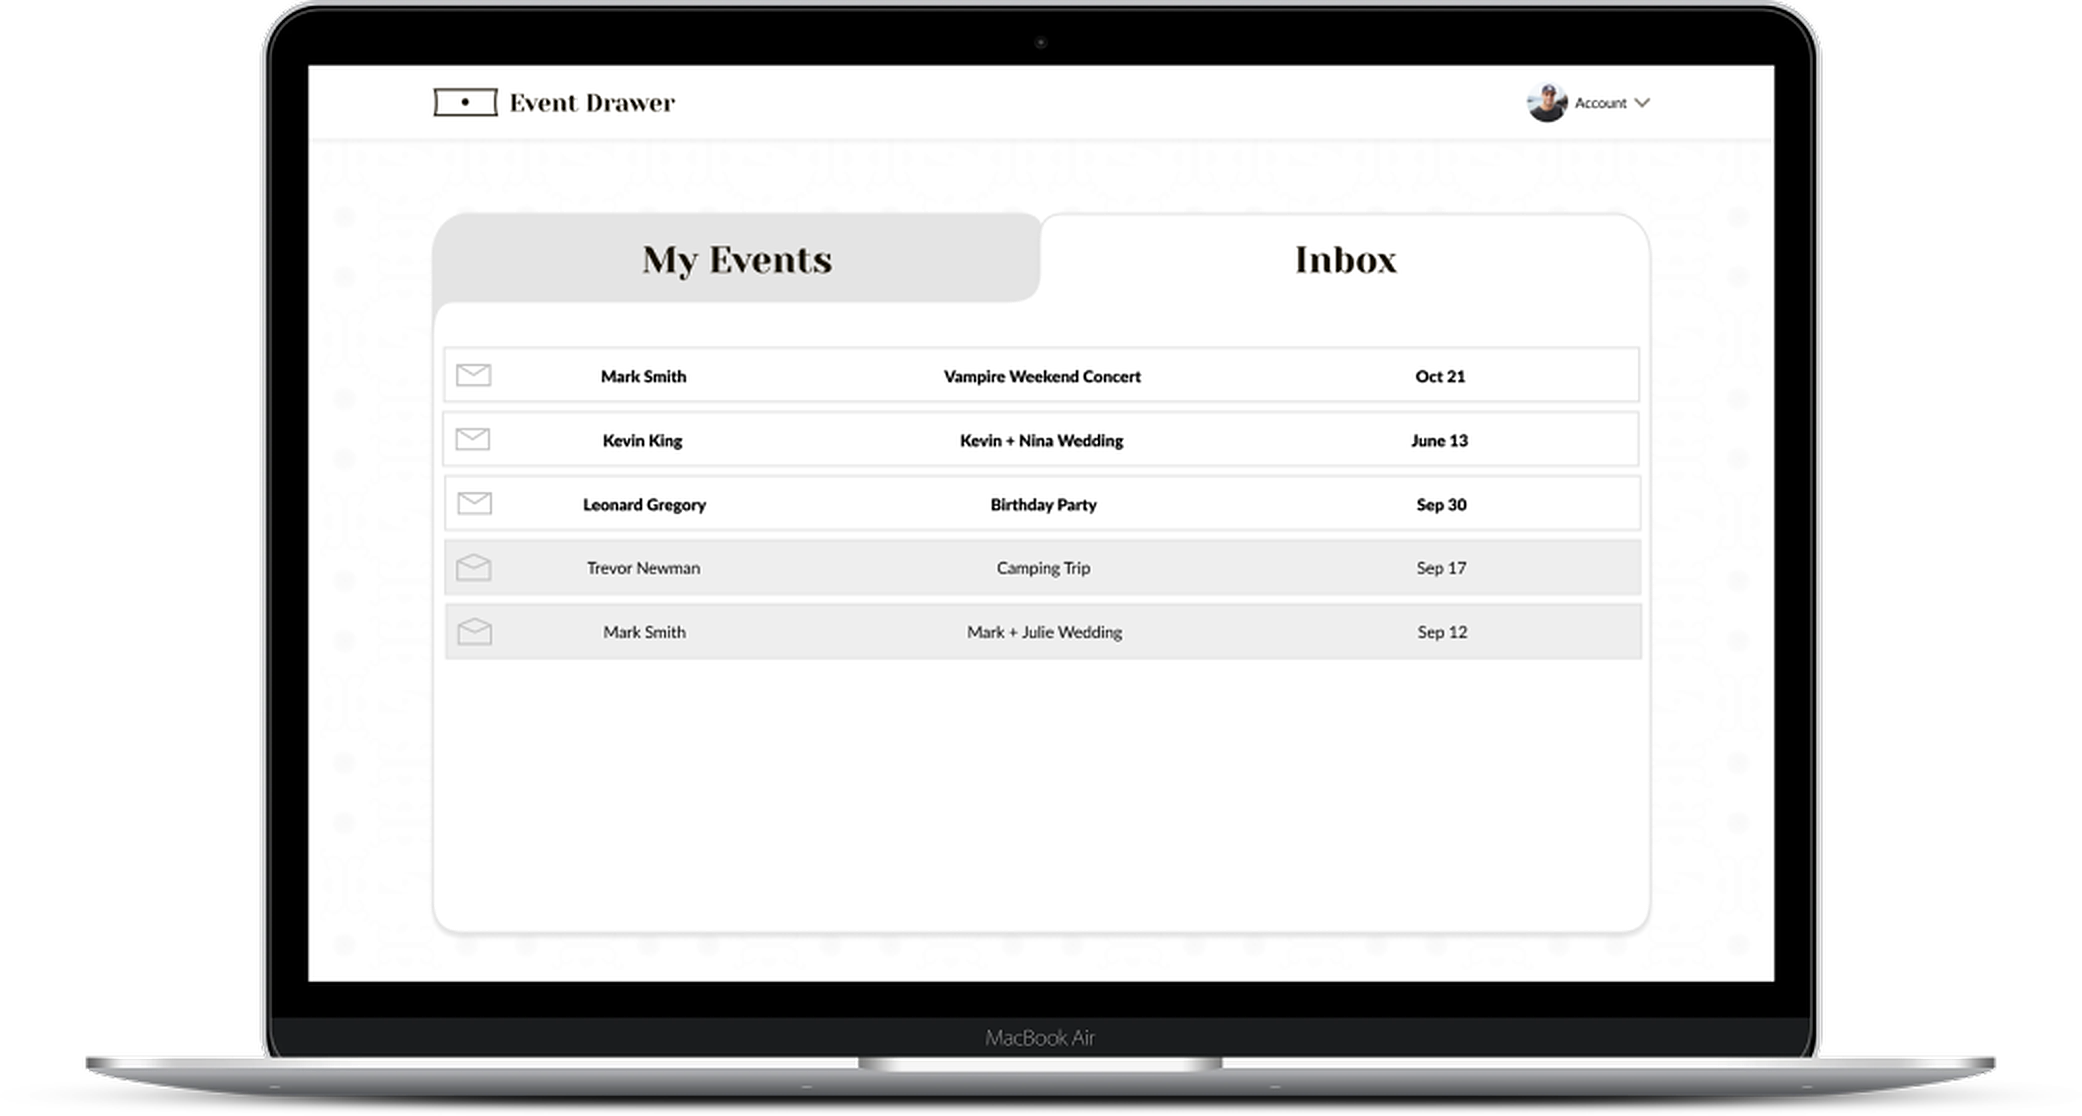 Event Drawer
Account
My Events
Inbox
Mark Smith Vampire Weekend Concert Oct 21
Kevin King Kevin + Nina Wedding June 13
Leonard Gregory Birthday Party Sep 30
Trevor Newman Camping Trip Sep 17
Mark Smith Mark + Julie Wedding Sep 12
MacBook Air